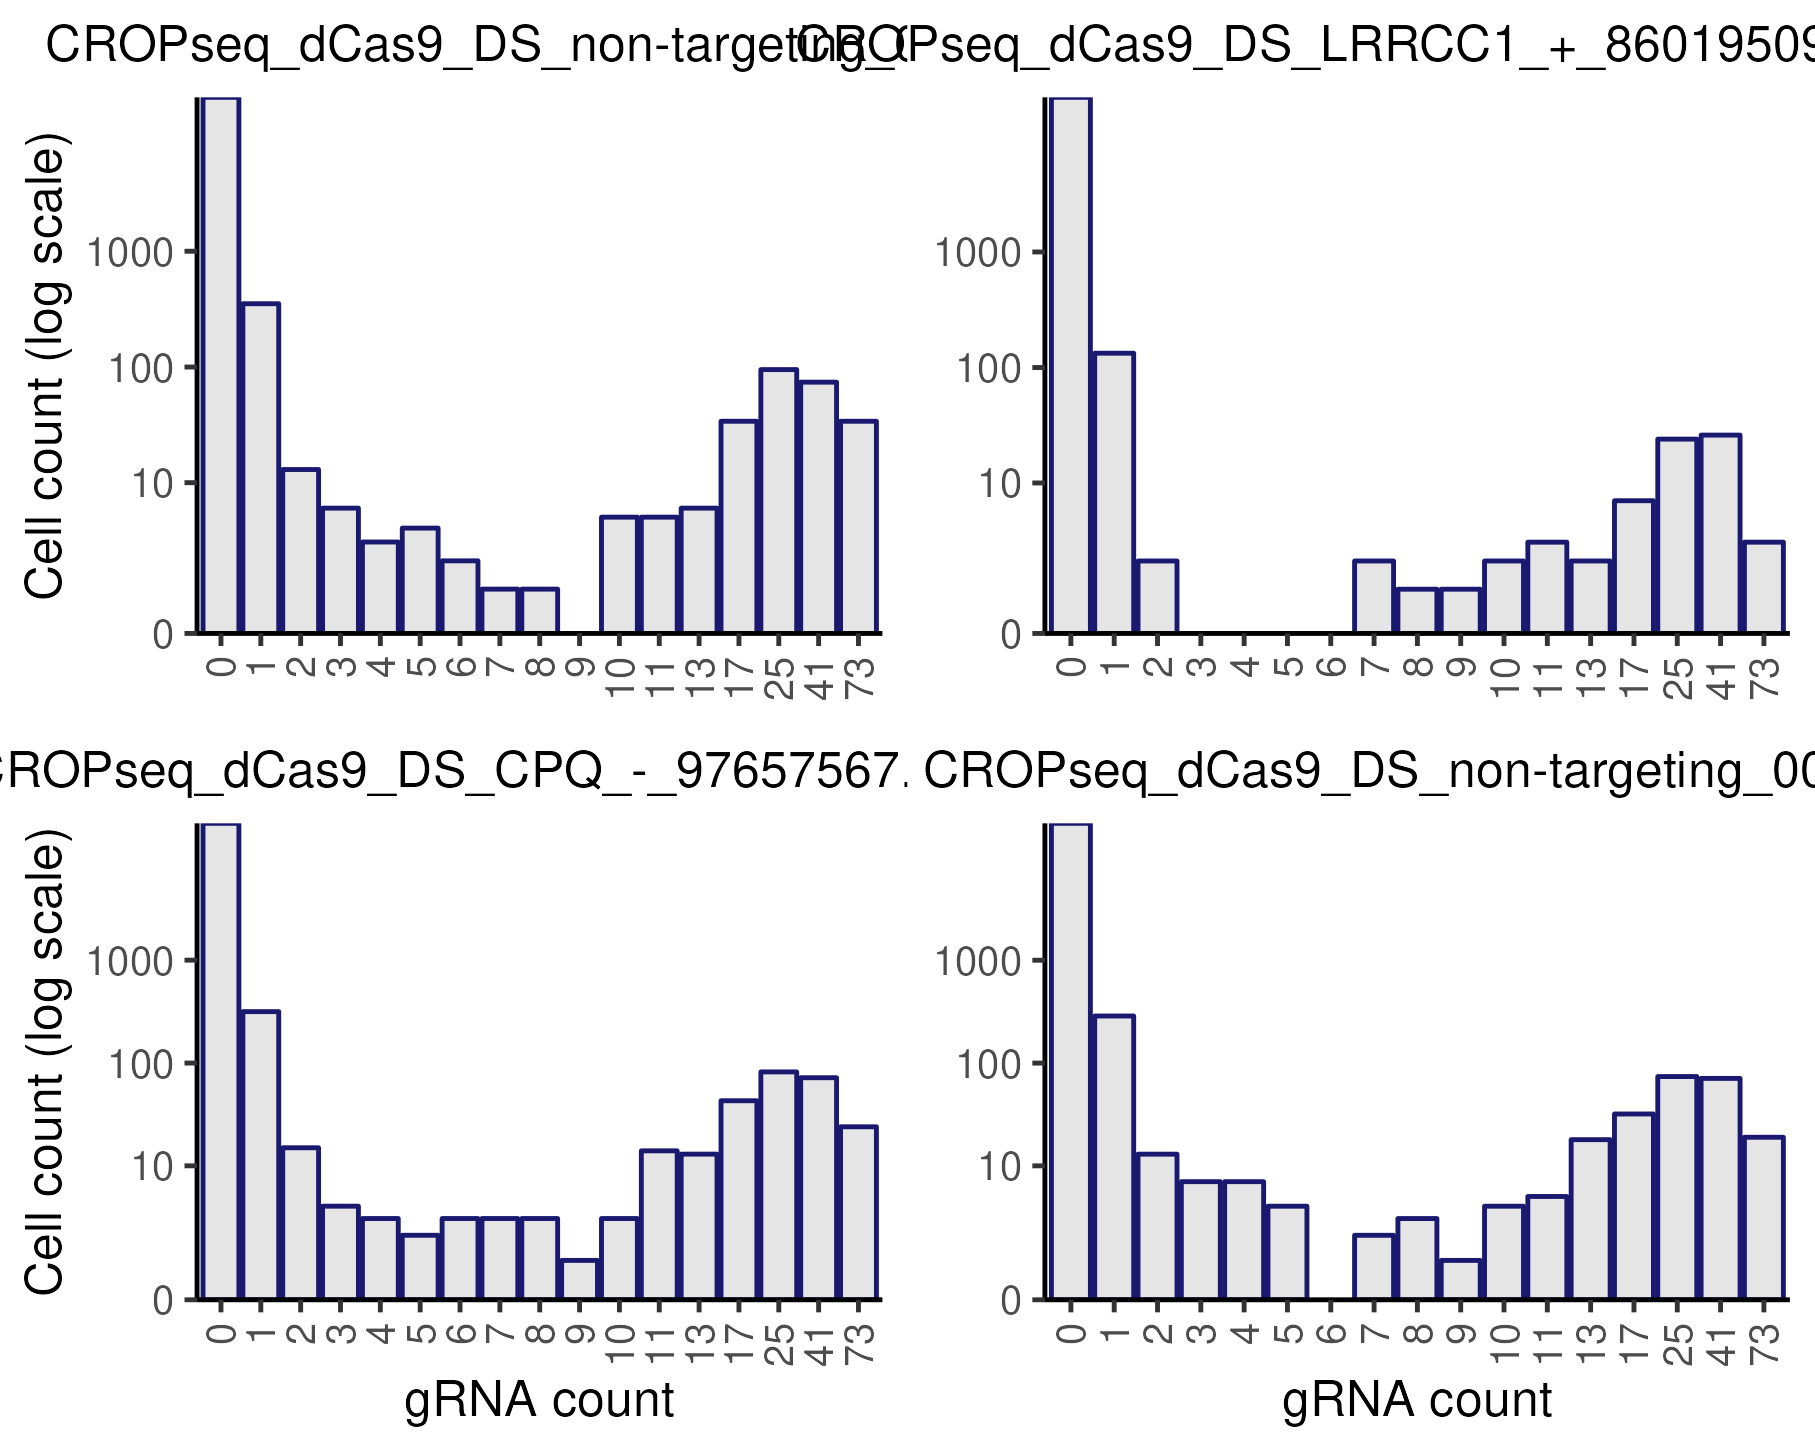 CROPseq_dCas9_DS_non-targeting_0
CROPseq_dCas9_DS_LRRCC1_+_86019509
Cell count (log scale)
1000
100
10
0
0 1 2 3 4 5 6 7 8 9 10 11 13 17 25 41 73
1000
100
10
0
0 1 2 3 4 5 6 7 8 9 10 11 13 17 25 41 73
CROPseq_dCas9_DS_CPQ_-_97657567.
CROPseq_dCas9_DS_non-targeting_00
Cell count (log scale)
1000
100
10
0
0 1 2 3 4 5 6 7 8 9 10 11 13 17 25 41 73
gRNA count
1000
100
10
0
0 1 2 3 4 5 6 7 8 9 10 11 13 17 25 41 73
gRNA count